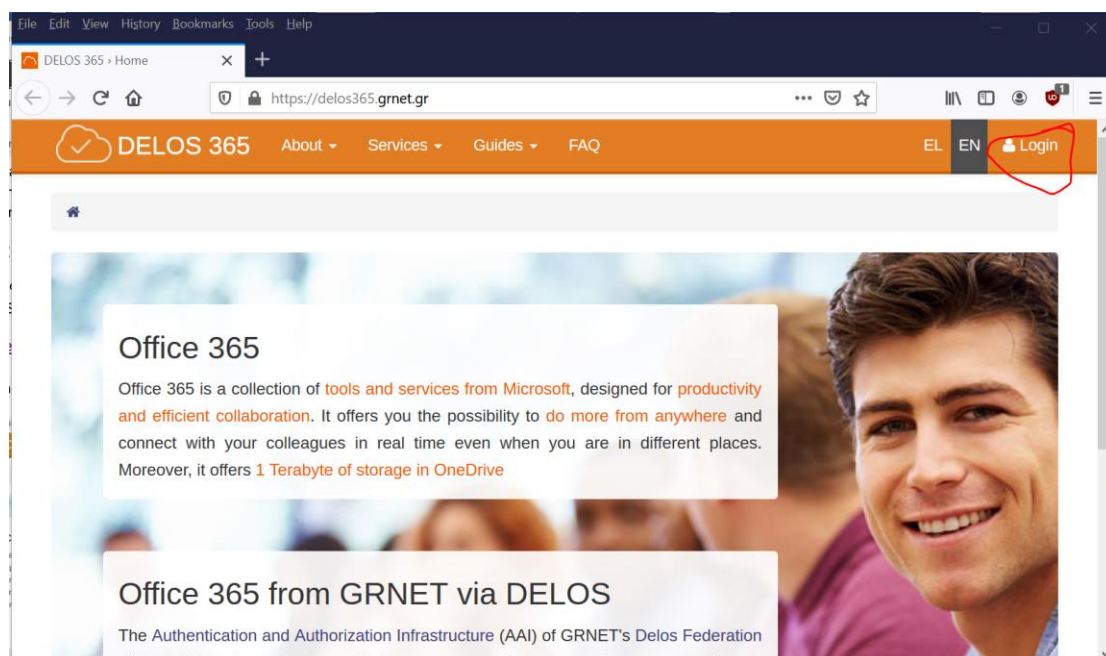 File Edit View History Bookmarks Tools Help
DELOS 365 › Home
https://delos365.grnet.gr
1
DELOS 365 About Services Guides FAQ EL EN Login
Office 365
Office 365 is a collection of tools and services from Microsoft, designed for productivity
and efficient collaboration. It offers you the possibility to do more from anywhere and
connect with your colleagues in real time even when you are in different places.
Moreover, it offers 1 Terabyte of storage in OneDrive
Office 365 from GRNET via DELOS
The Authentication and Authorization Infrastructure (AAI) of GRNET's Delos Federation